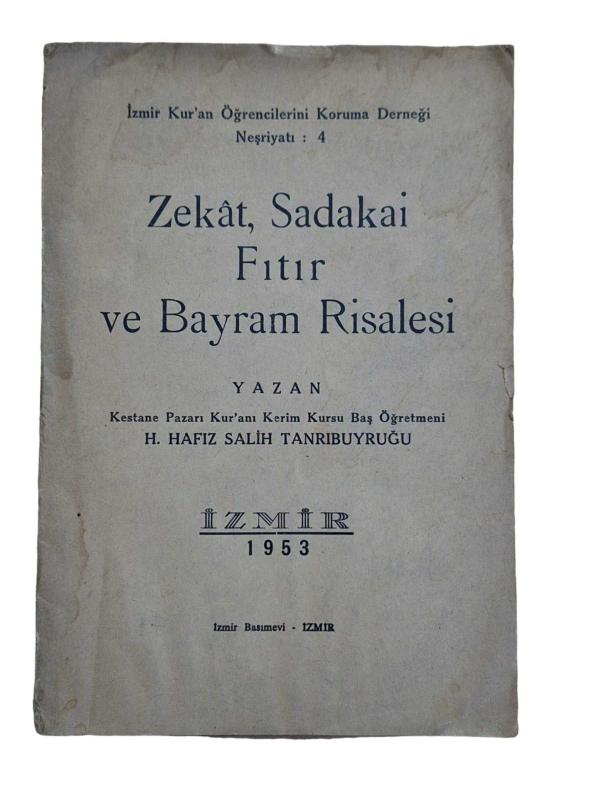 İzmir Kur'an Öğrencilerini Koruma Derneği
Neşriyatı : 4
Zekât, Sadakai
Fıtır
ve Bayram Risalesi
YAZAN
Kestane Pazarı Kur'anı Kerim Kursu Baş Öğretmeni
H. HAFIZ SALİH TANRIBUYRUĞU
İZMİR
1953
İzmir Basımevi - İZMİR